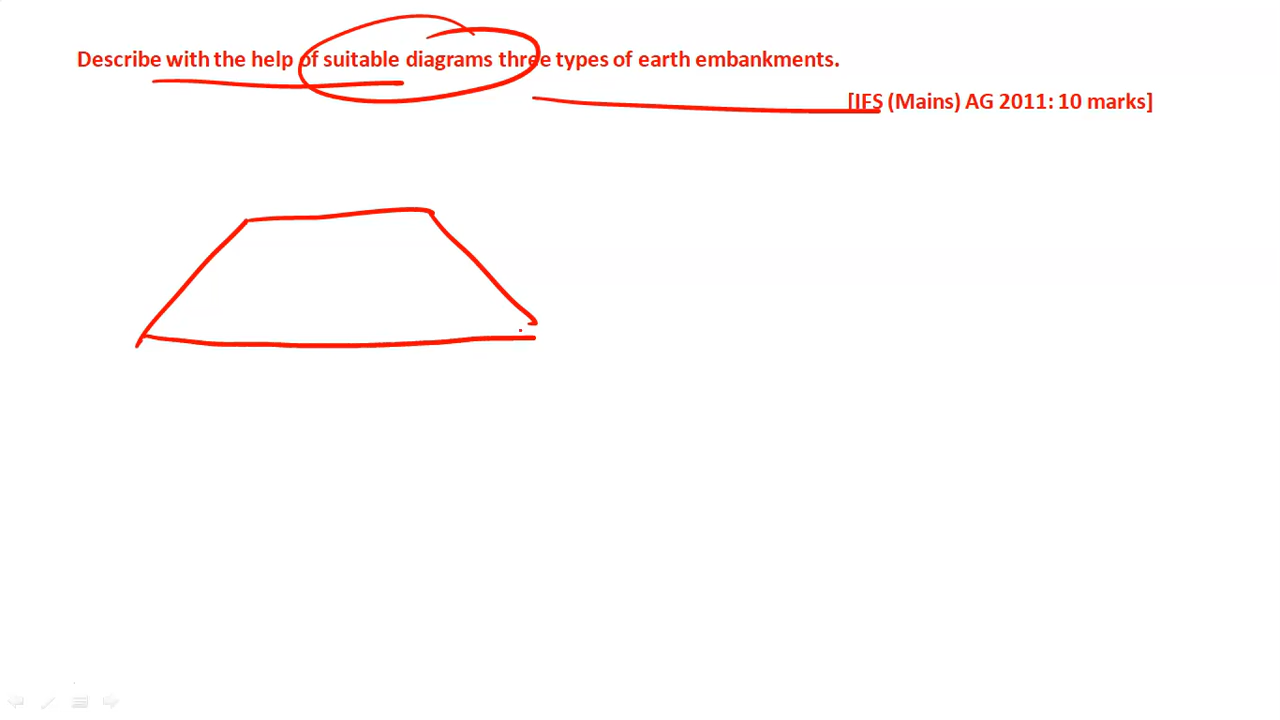 Describe with the help of suitable diagrams three types of earth embankments.
[IFS (Mains) AG 2011: 10 marks]